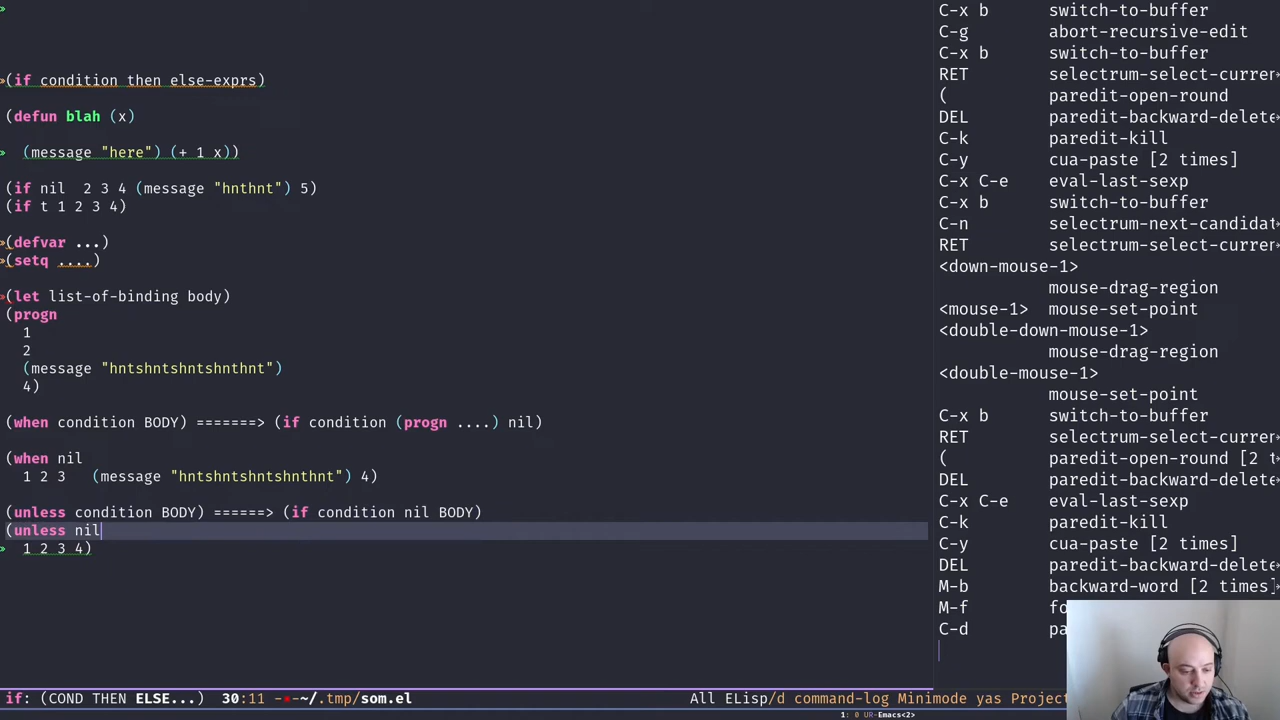 (if condition then else-exprs)
(defun blah (x)
(message "here") (+ 1 x))
(if nil  2 3 4 (message "hnthnt") 5)
(if t 1 2 3 4)
(defvar ...)
(setq ....)
(let list-of-binding body)
(progn
1
2
(message "hntshntshntshnthnt")
4)
(when condition BODY) =======> (if condition (progn ....) nil)
(when nil
1 2 3   (message "hntshntshntshnthnt") 4)
(unless condition BODY) ======> (if condition nil BODY)
(unless nil
1 2 3 4)
if: (COND THEN ELSE...)  30:11 -*-~/.tmp/som.el
All ELisp/d command-log Minimode yas Project
1: 0 UR-Emacs<2>
C-x b switch-to-buffer
C-g abort-recursive-edit
C-x b switch-to-buffer
RET selectrum-select-curren
( paredit-open-round
DEL paredit-backward-delete
C-k paredit-kill
C-y cua-paste [2 times]
C-x C-e eval-last-sexp
C-x b switch-to-buffer
C-n selectrum-next-candidat
RET selectrum-select-curren
<down-mouse-1>
mouse-drag-region
<mouse-1> mouse-set-point
<double-down-mouse-1>
mouse-drag-region
<double-mouse-1>
mouse-set-point
C-x b switch-to-buffer
RET selectrum-select-curren
( paredit-open-round [2 t
DEL paredit-backward-delete
C-x C-e eval-last-sexp
C-k paredit-kill
C-y cua-paste [2 times]
DEL paredit-backward-delete
M-b backward-word [2 times]
M-f fo
C-d pa